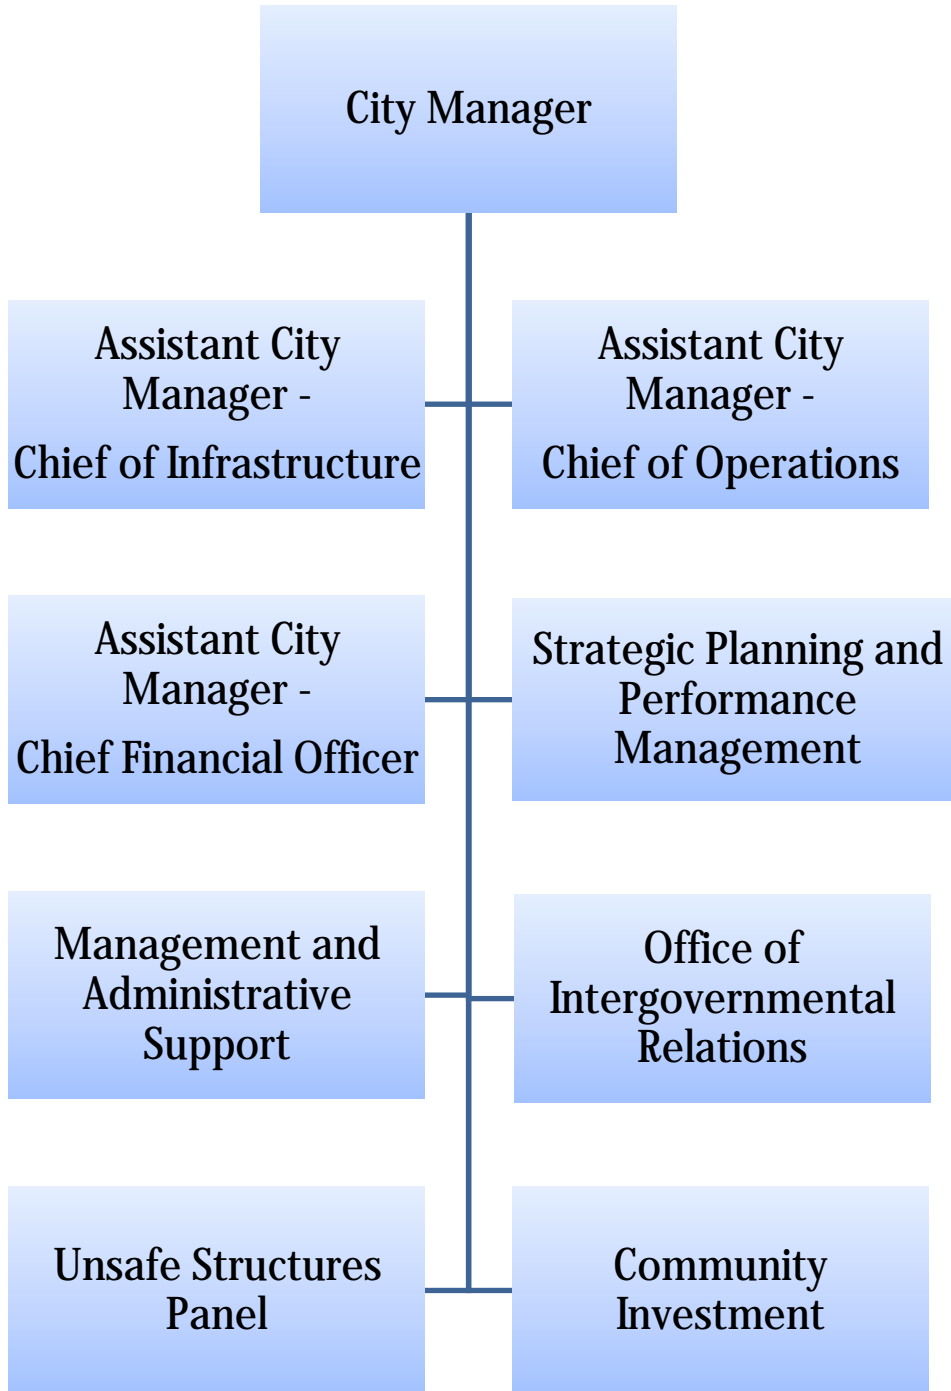 City Manager
Assistant City
Manager -
Chief of Infrastructure
Assistant City
Manager -
Chief of Operations
Assistant City
Manager -
Chief Financial Officer
Strategic Planning and
Performance
Management
Management and
Administrative
Support
Office of
Intergovernmental
Relations
Unsafe Structures
Panel
Community
Investment